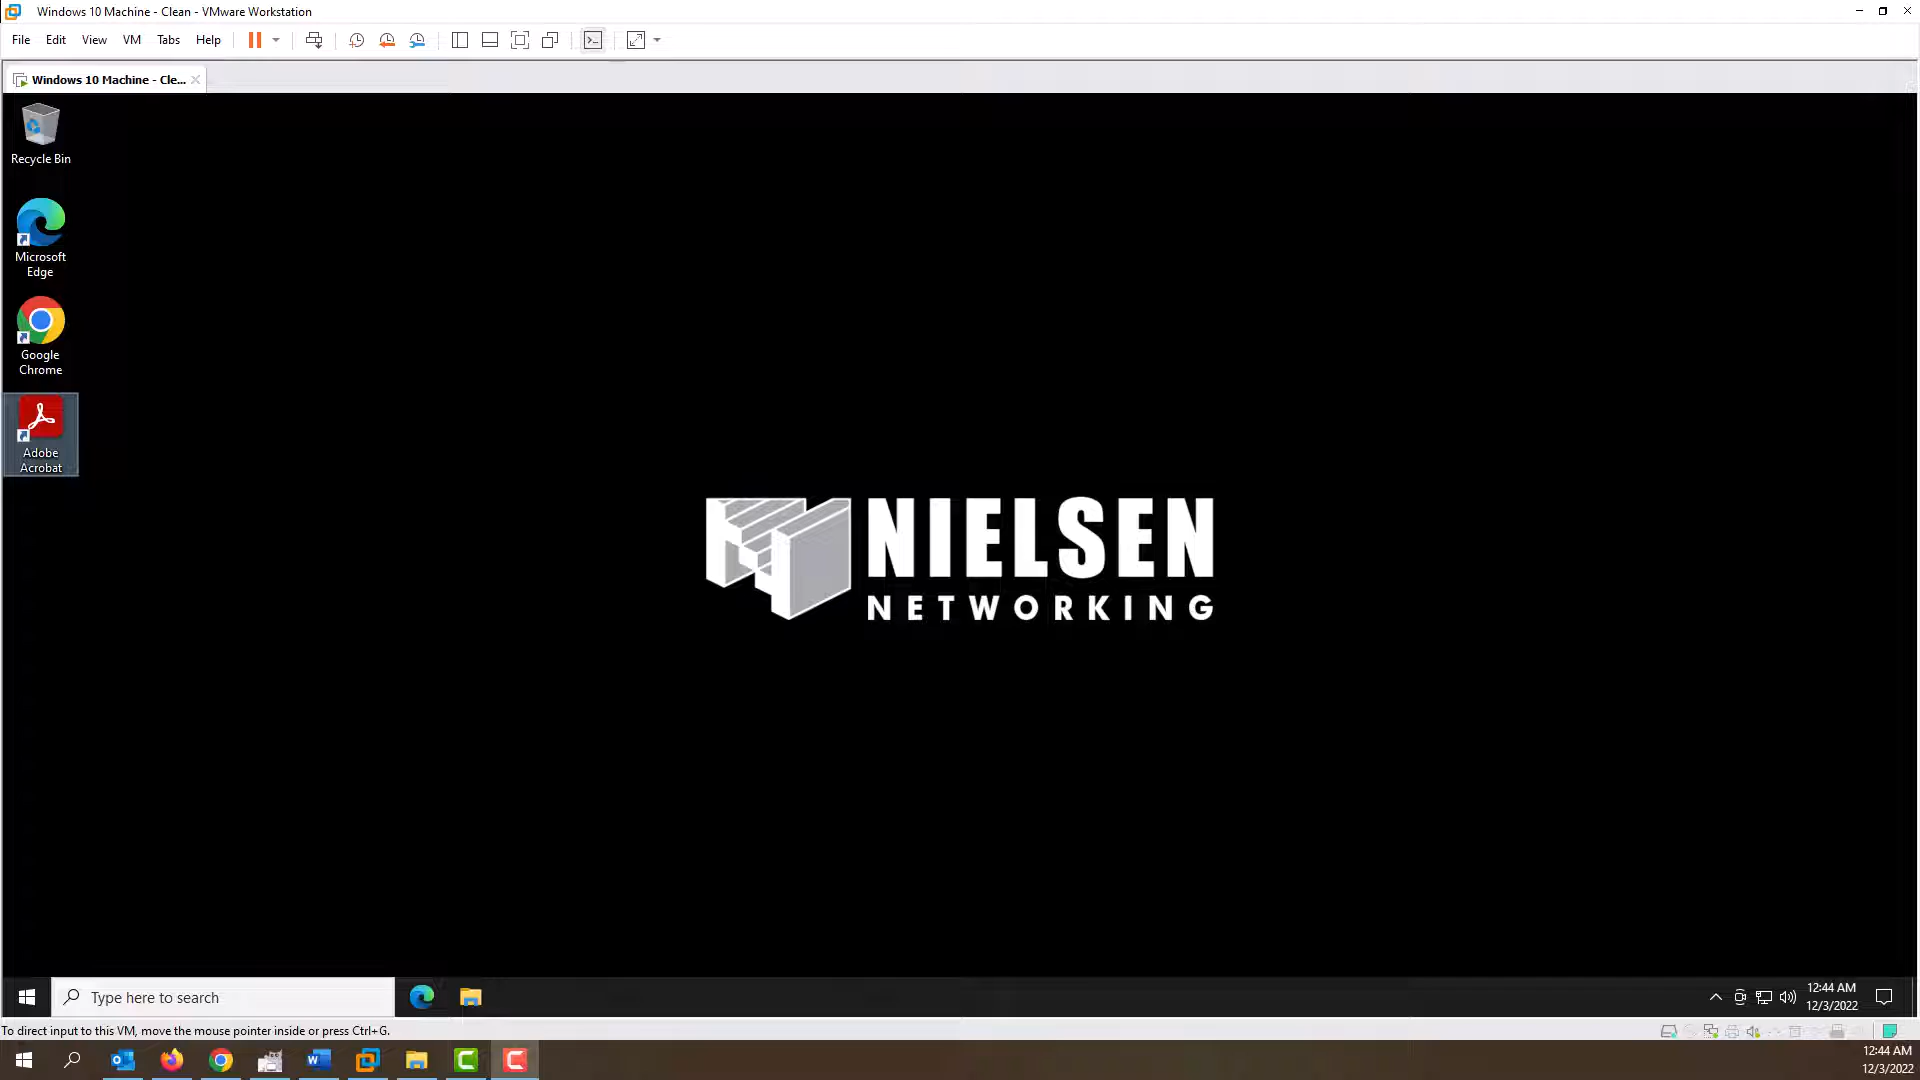 Windows 10 Machine - Clean - VMware Workstation
File Edit View VM Tabs Help
Windows 10 Machine - Cle...
Recycle Bin
Microsoft
Edge
Google
Chrome
Adobe
Acrobat
NIELSEN
NETWORKING
Type here to search
12:44 AM
12/3/2022
To direct input to this VM, move the mouse pointer inside or press Ctrl+G.
12:44 AM
12/3/2022